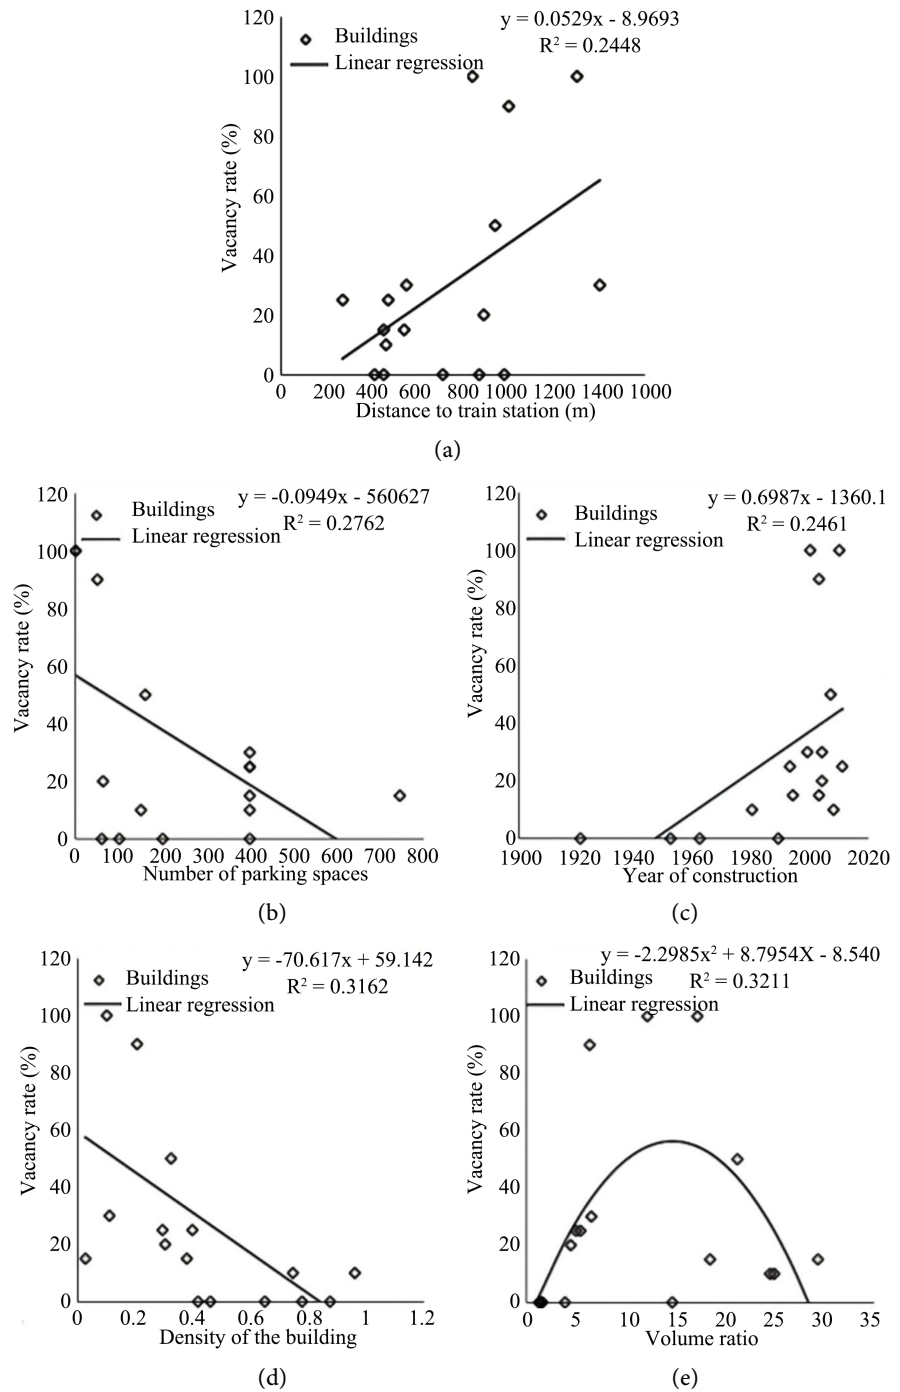 120
y = 0.0529x - 8.9693
R² = 0.2448
Buildings
Linear regression
100
80
60
40
20
0
Vacancy rate (%)
0 200 400 600 800 1000 1200 1400 1000
Distance to train station (m)
(a)
120
y = -0.0949x - 560627
R² = 0.2762
Buildings
Linear regression
100
80
60
40
20
0
Vacancy rate (%)
0 100 200 300 400 500 600 700 800
Number of parking spaces
(b)
120
y = 0.6987x - 1360.1
R² = 0.2461
Buildings
Linear regression
100
80
60
40
20
0
Vacancy rate (%)
1900 1920 1940 1960 1980 2000 2020
Year of construction
(c)
120
y = -70.617x + 59.142
R² = 0.3162
Buildings
Linear regression
100
80
60
40
20
0
Vacancy rate (%)
0 0.2 0.4 0.6 0.8 1 1.2
Density of the building
(d)
120
y = -2.2985x² + 8.7954X - 8.540
R² = 0.3211
Buildings
Linear regression
100
80
60
40
20
0
Vacancy rate (%)
0 5 10 15 20 25 30 35
Volume ratio
(e)